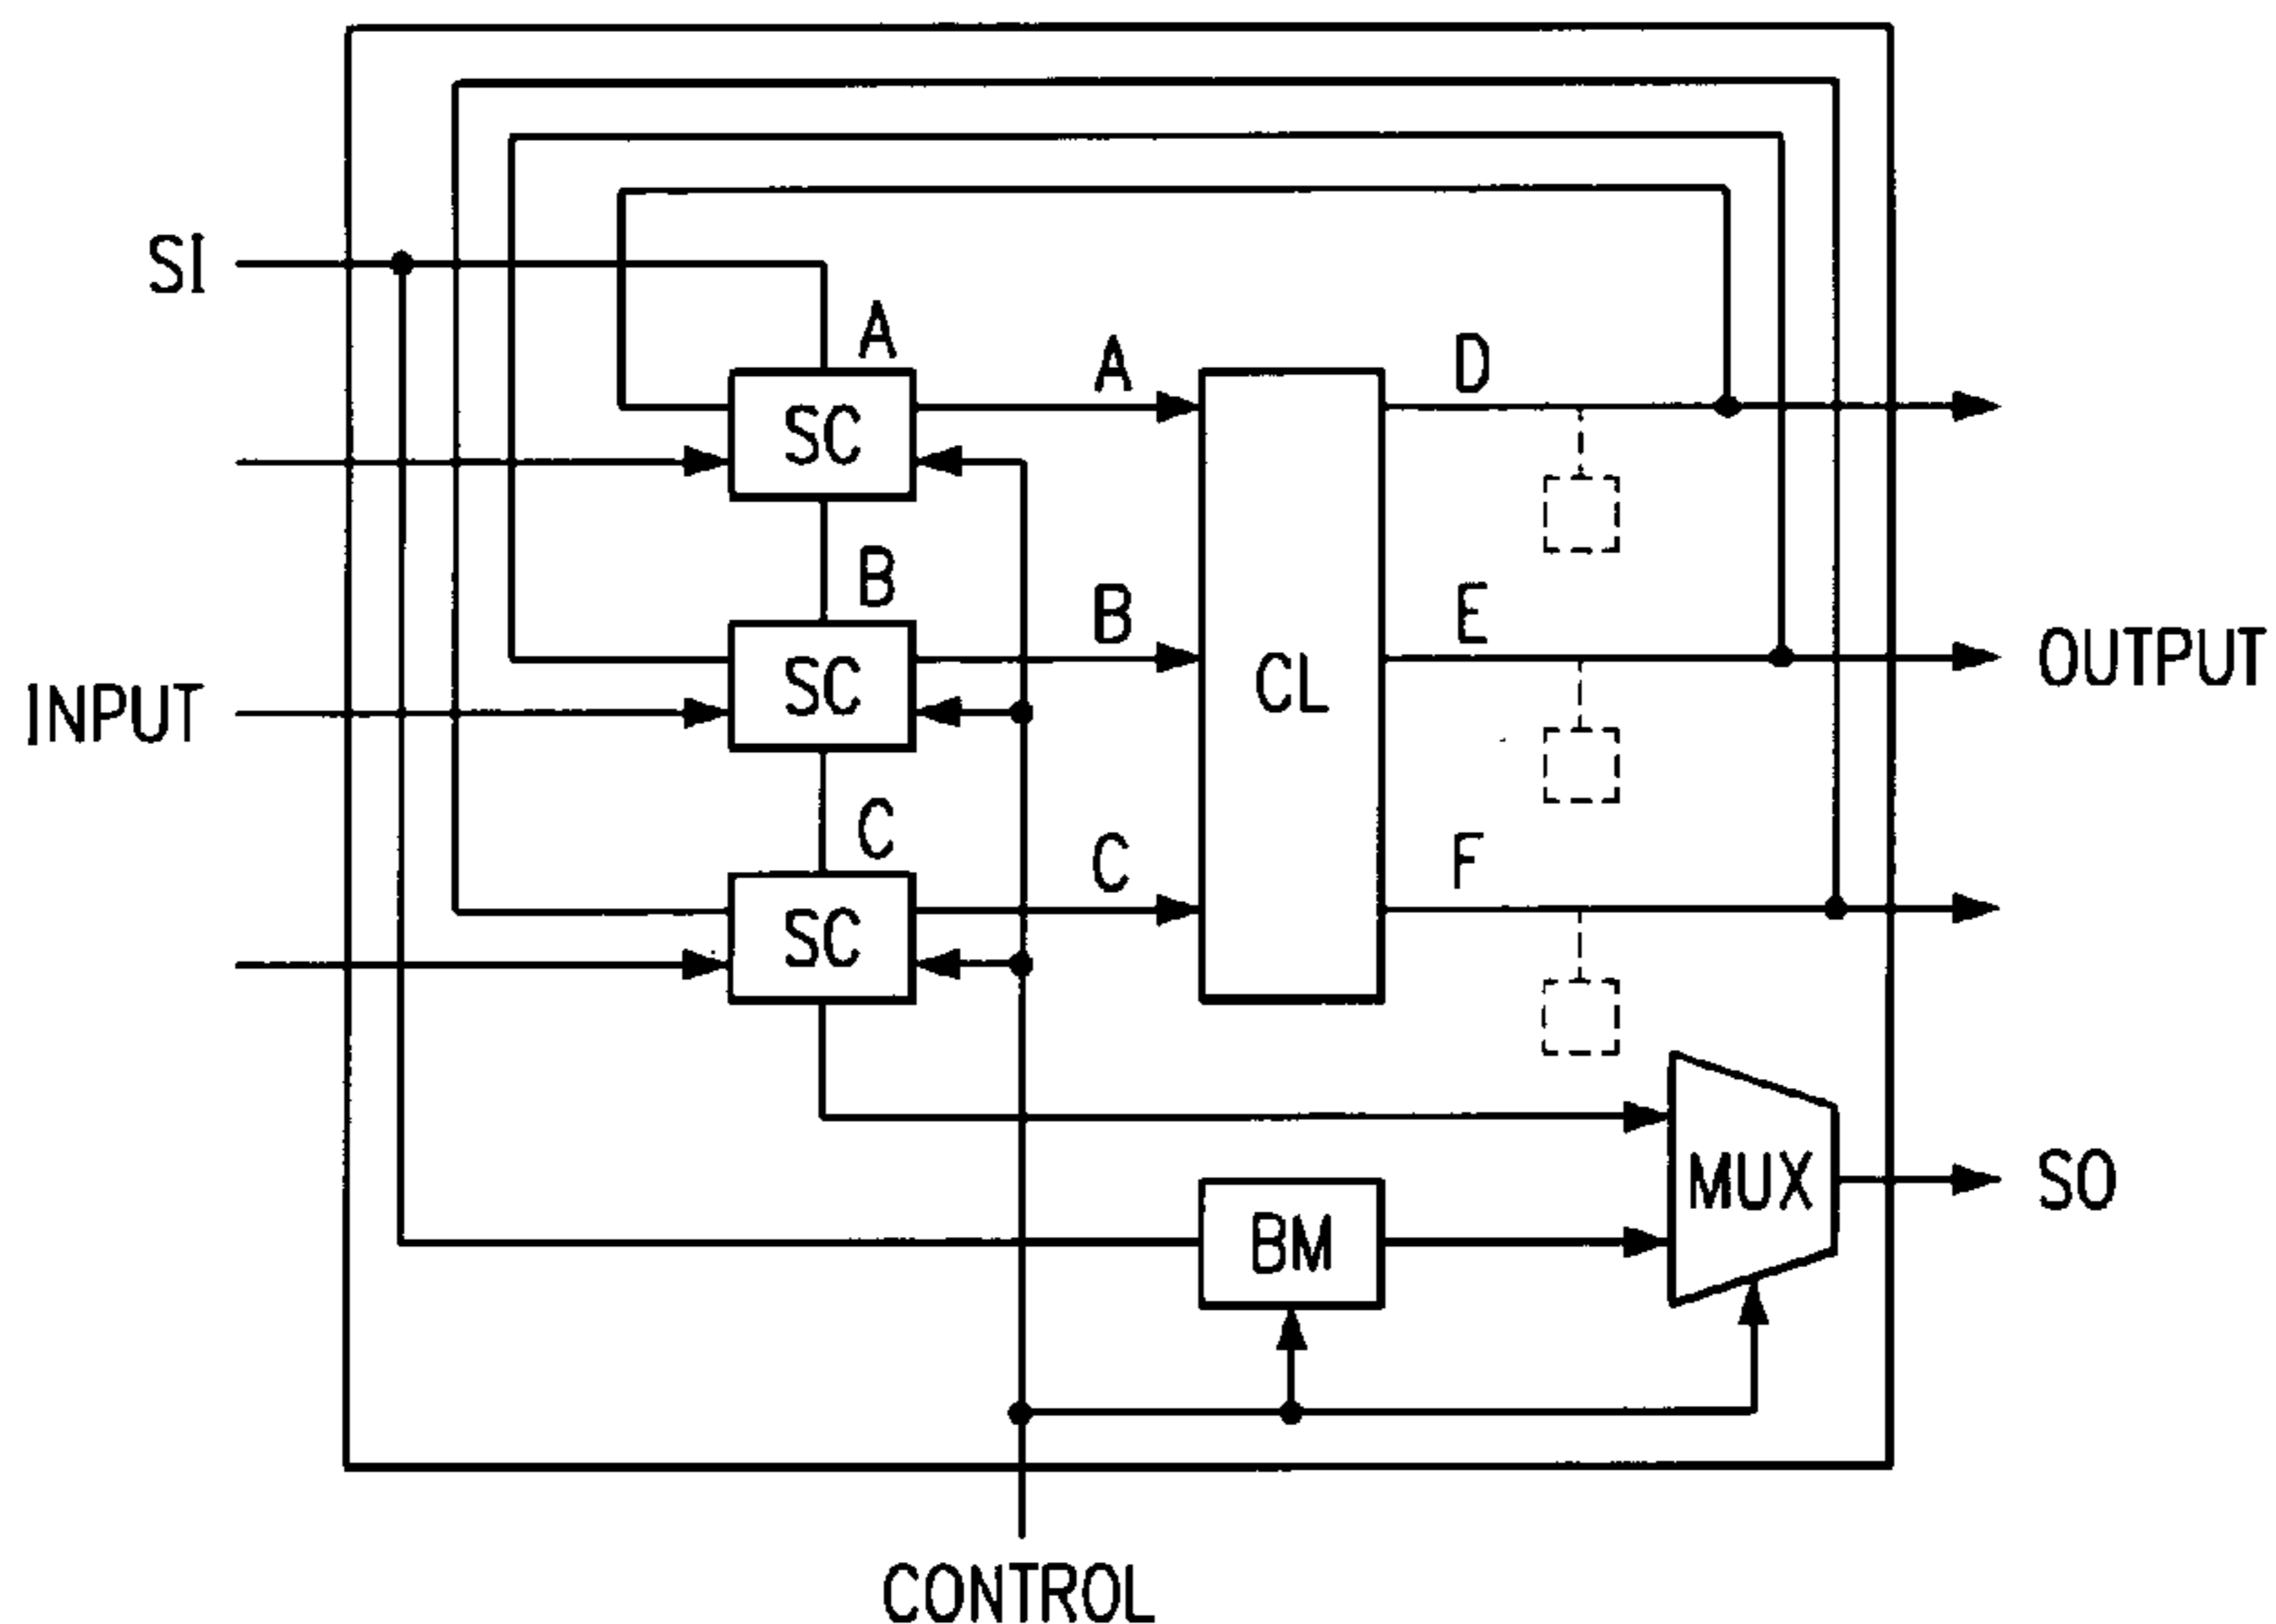 SI
A
A
D
SC
B
B
E
SC
CL
INPUT
OUTPUT
C
C
F
SC
MUX
SO
BM
CONTROL